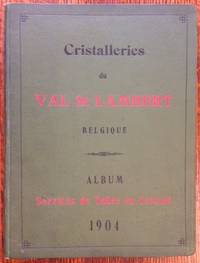 Cristalleries
du
VAL St LAMBERT
BELGIQUE
ALBUM
Services de Table en Cristal
1904